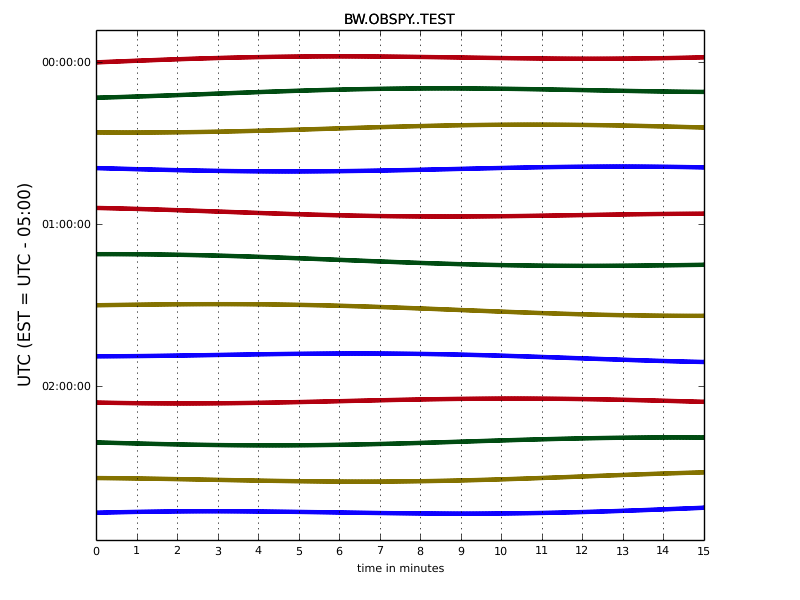 BW.OBSPY..TEST
00:00:00
01:00:00
02:00:00
UTC (EST = UTC - 05:00)
0 1 2 3 4 5 6 7 8 9 10 11 12 13 14 15
time in minutes